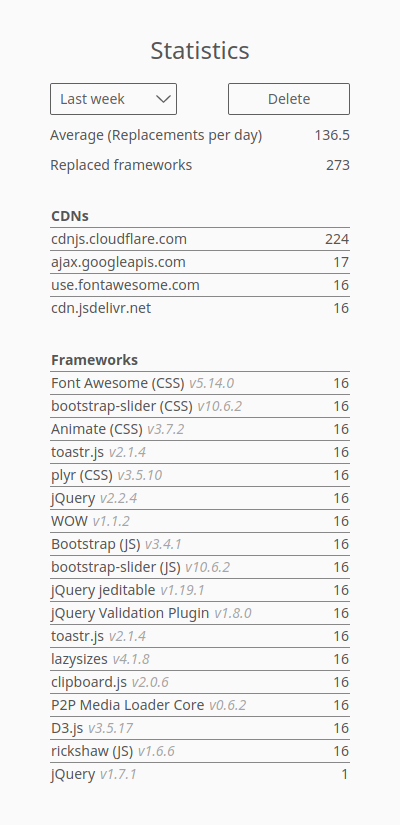 Statistics
Last week
Delete
Average (Replacements per day) 136.5
Replaced frameworks 273
CDNs
cdnjs.cloudflare.com 224
ajax.googleapis.com 17
use.fontawesome.com 16
cdn.jsdelivr.net 16
Frameworks
Font Awesome (CSS) v5.14.0 16
bootstrap-slider (CSS) v10.6.2 16
Animate (CSS) v3.7.2 16
toastr.js v2.1.4 16
plyr (CSS) v3.5.10 16
jQuery v2.2.4 16
WOW v1.1.2 16
Bootstrap (JS) v3.4.1 16
bootstrap-slider (JS) v10.6.2 16
jQuery jeditable v1.19.1 16
jQuery Validation Plugin v1.8.0 16
toastr.js v2.1.4 16
lazysizes v4.1.8 16
clipboard.js v2.0.6 16
P2P Media Loader Core v0.6.2 16
D3.js v3.5.17 16
rickshaw (JS) v1.6.6 16
jQuery v1.7.1 1